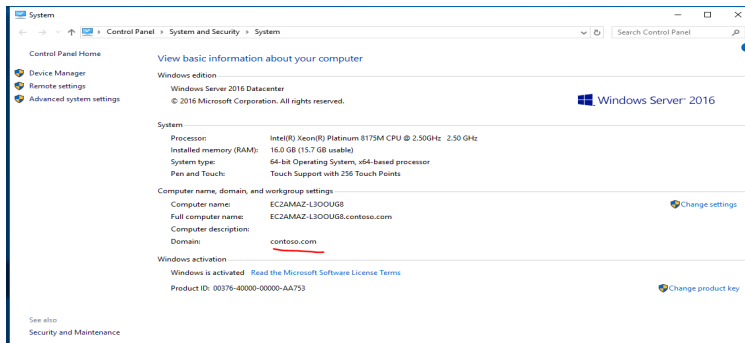 System
Control Panel > System and Security > System
Search Control Panel
Control Panel Home
Device Manager
Remote settings
Advanced system settings
See also
Security and Maintenance
View basic information about your computer
Windows edition
Windows Server 2016 Datacenter
© 2016 Microsoft Corporation. All rights reserved.
Windows Server 2016
System
Processor: Intel(R) Xeon(R) Platinum 8175M CPU @ 2.50GHz 2.50 GHz
Installed memory (RAM): 16.0 GB (15.7 GB usable)
System type: 64-bit Operating System, x64-based processor
Pen and Touch: Touch Support with 256 Touch Points
Computer name, domain, and workgroup settings
Computer name: EC2AMAZ-L3OOUG8
Change settings
Full computer name: EC2AMAZ-L3OOUG8.contoso.com
Computer description:
Domain: contoso.com
Windows activation
Windows is activated Read the Microsoft Software License Terms
Product ID: 00376-40000-00000-AA753
Change product key